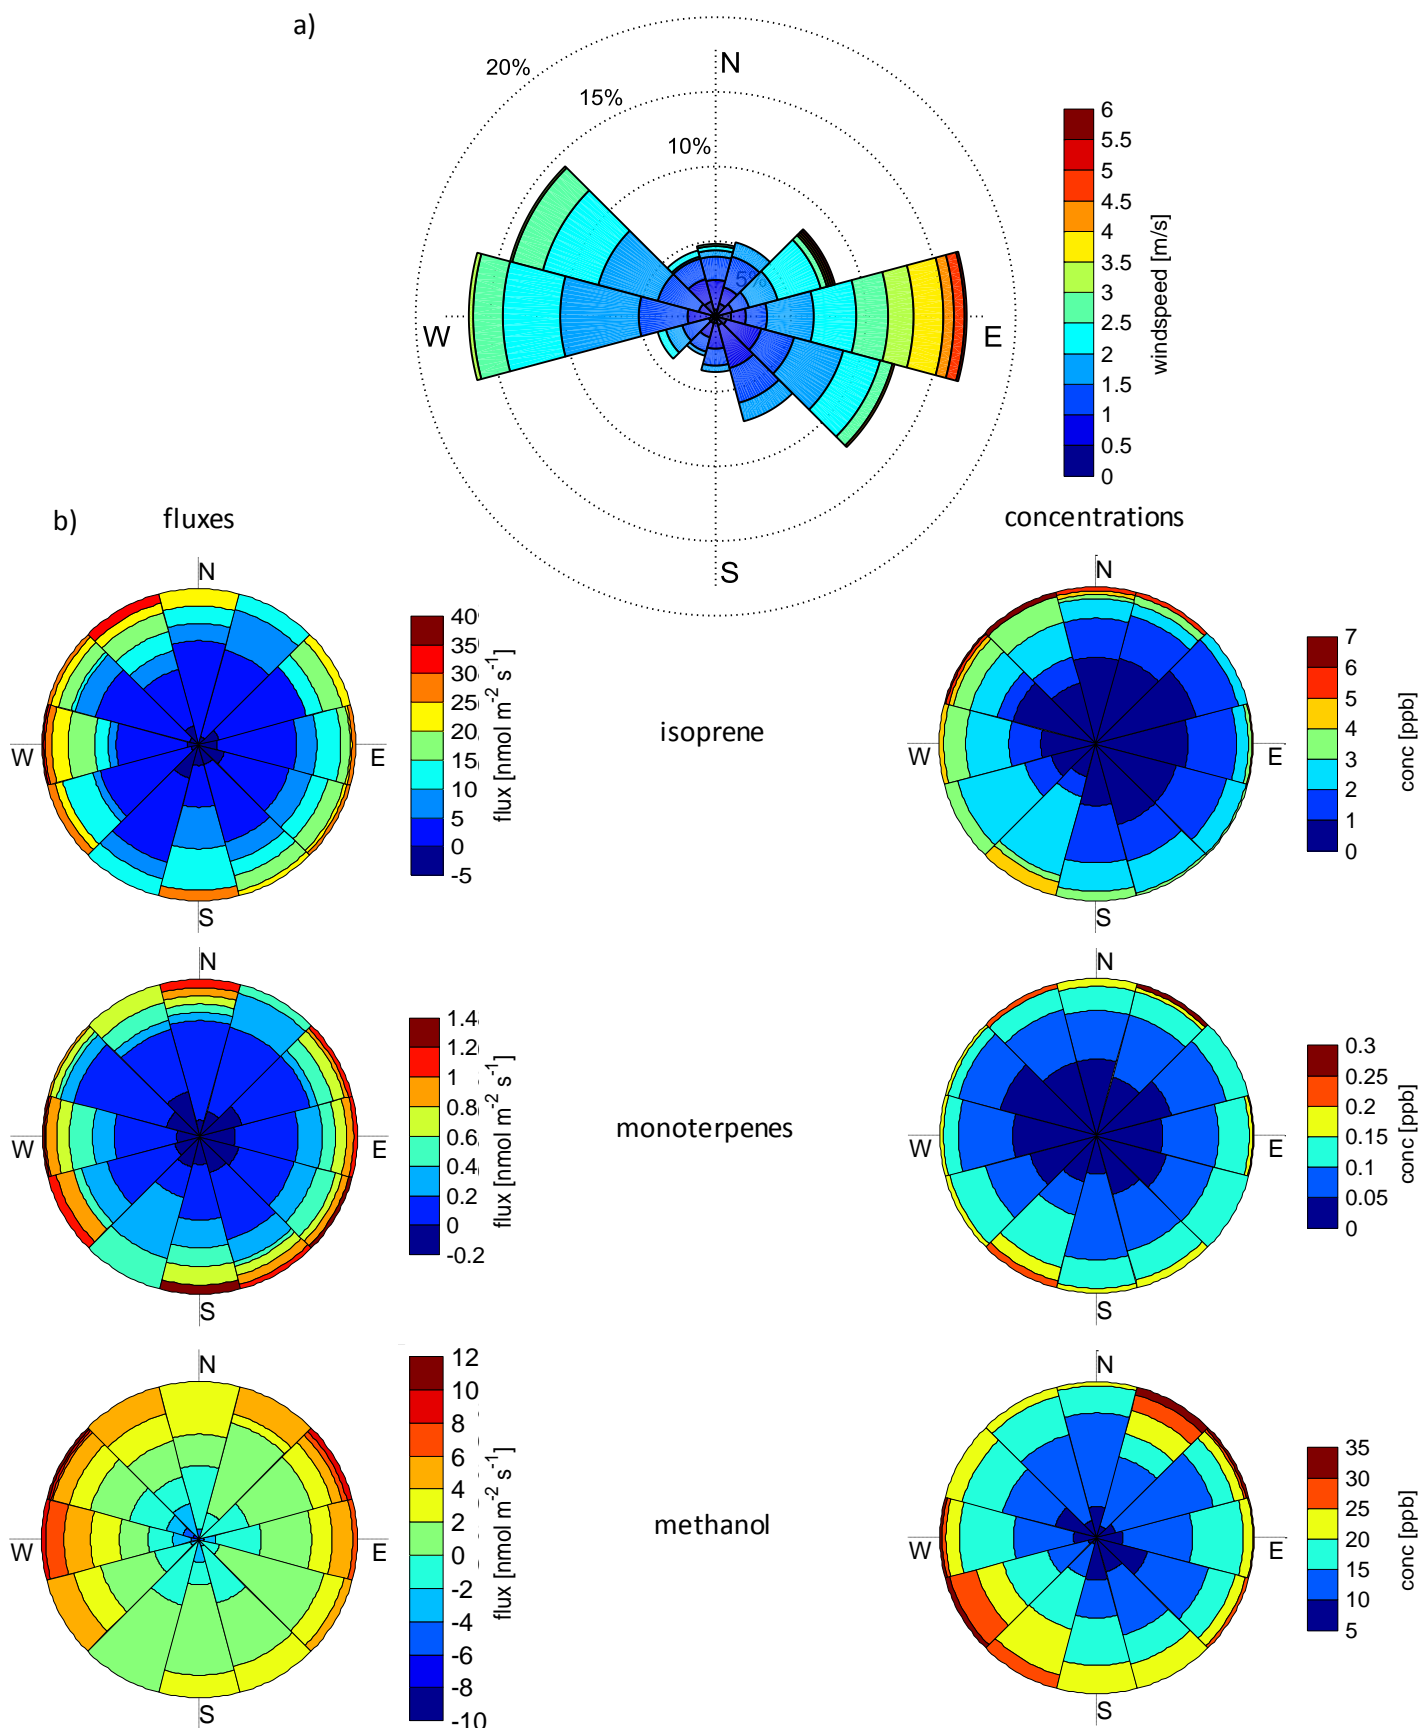 a)
N
20%
15%
10%
5%
W
E
S
6
5.5
5
4.5
4
3.5
3
2.5
2
1.5
1
0.5
0
windspeed [m/s]
b)
fluxes
concentrations
N
W
E
S
40
35
30
25
20
15
10
5
0
-5
flux [nmol m-2 s-1]
isoprene
N
W
E
S
7
6
5
4
3
2
1
0
conc [ppb]
N
W
E
S
1.4
1.2
1
0.8
0.6
0.4
0.2
0
-0.2
flux [nmol m-2 s-1]
monoterpenes
N
W
E
S
0.3
0.25
0.2
0.15
0.1
0.05
0
conc [ppb]
N
W
E
S
12
10
8
6
4
2
0
-2
-4
-6
-8
-10
flux [nmol m-2 s-1]
methanol
N
W
E
S
35
30
25
20
15
10
5
conc [ppb]